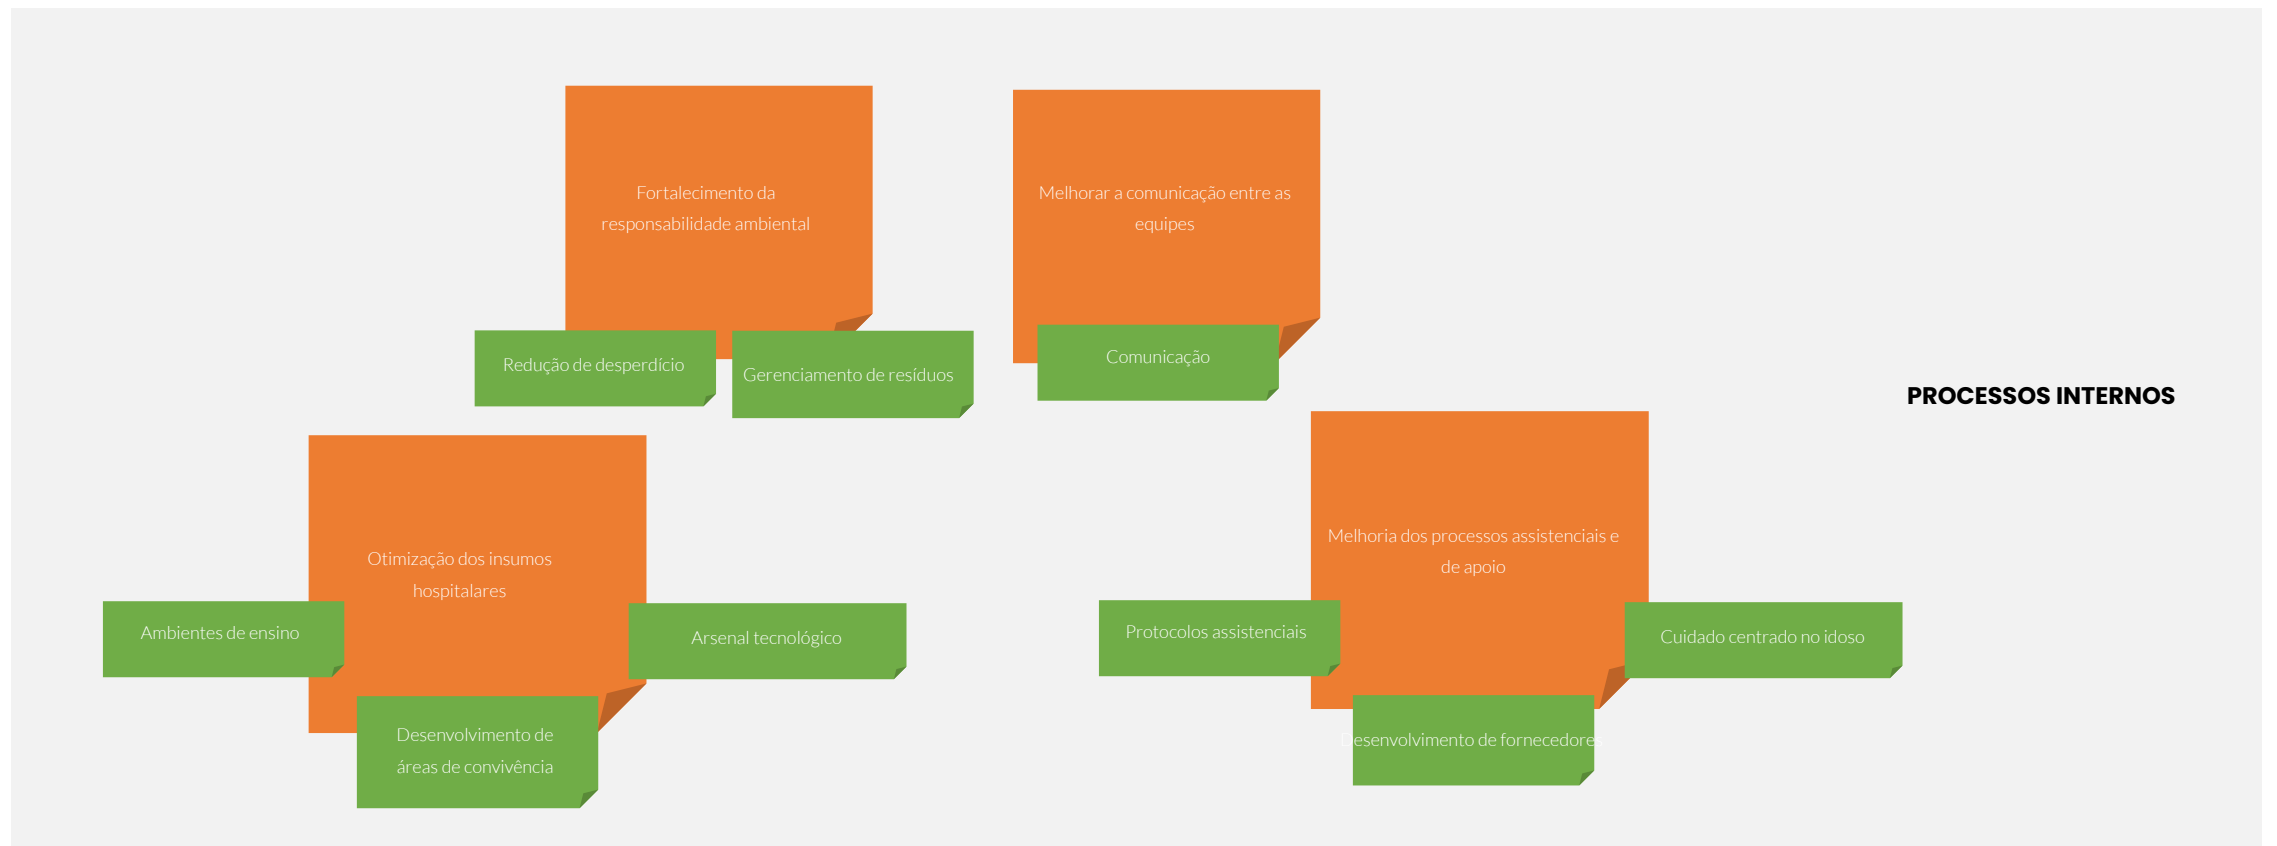 Fortalecimento da
responsabilidade ambiental
Melhorar a comunicação entre as
equipes
Redução de desperdício
Gerenciamento de resíduos
Comunicação
PROCESSOS INTERNOS
Otimização dos insumos
hospitalares
Ambientes de ensino
Arsenal tecnológico
Desenvolvimento de
áreas de convivência
Melhoria dos processos assistenciais e
de apoio
Protocolos assistenciais
Cuidado centrado no idoso
Desenvolvimento de fornecedores